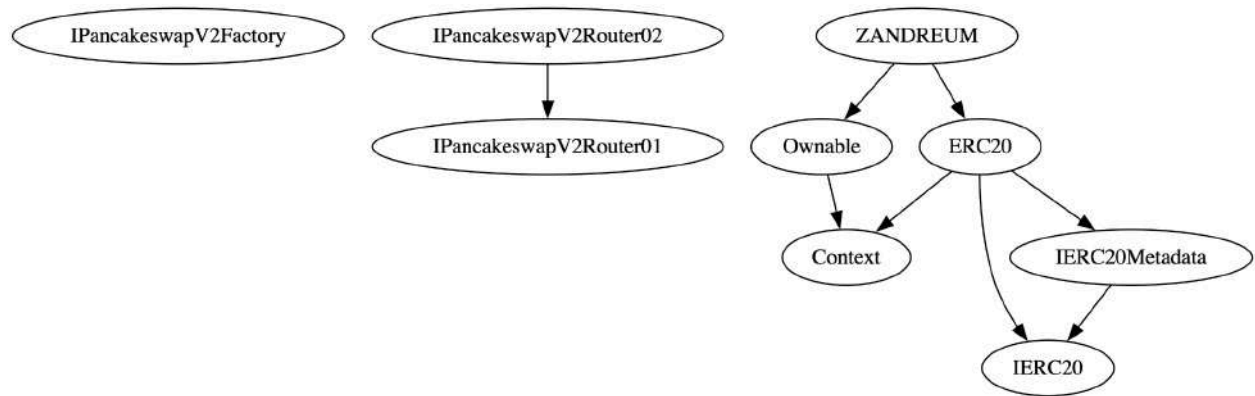 IPancakeswapV2Factory
IPancakeswapV2Router02
ZANDREUM
IPancakeswapV2Router01
Ownable
ERC20
Context
IERC20Metadata
IERC20